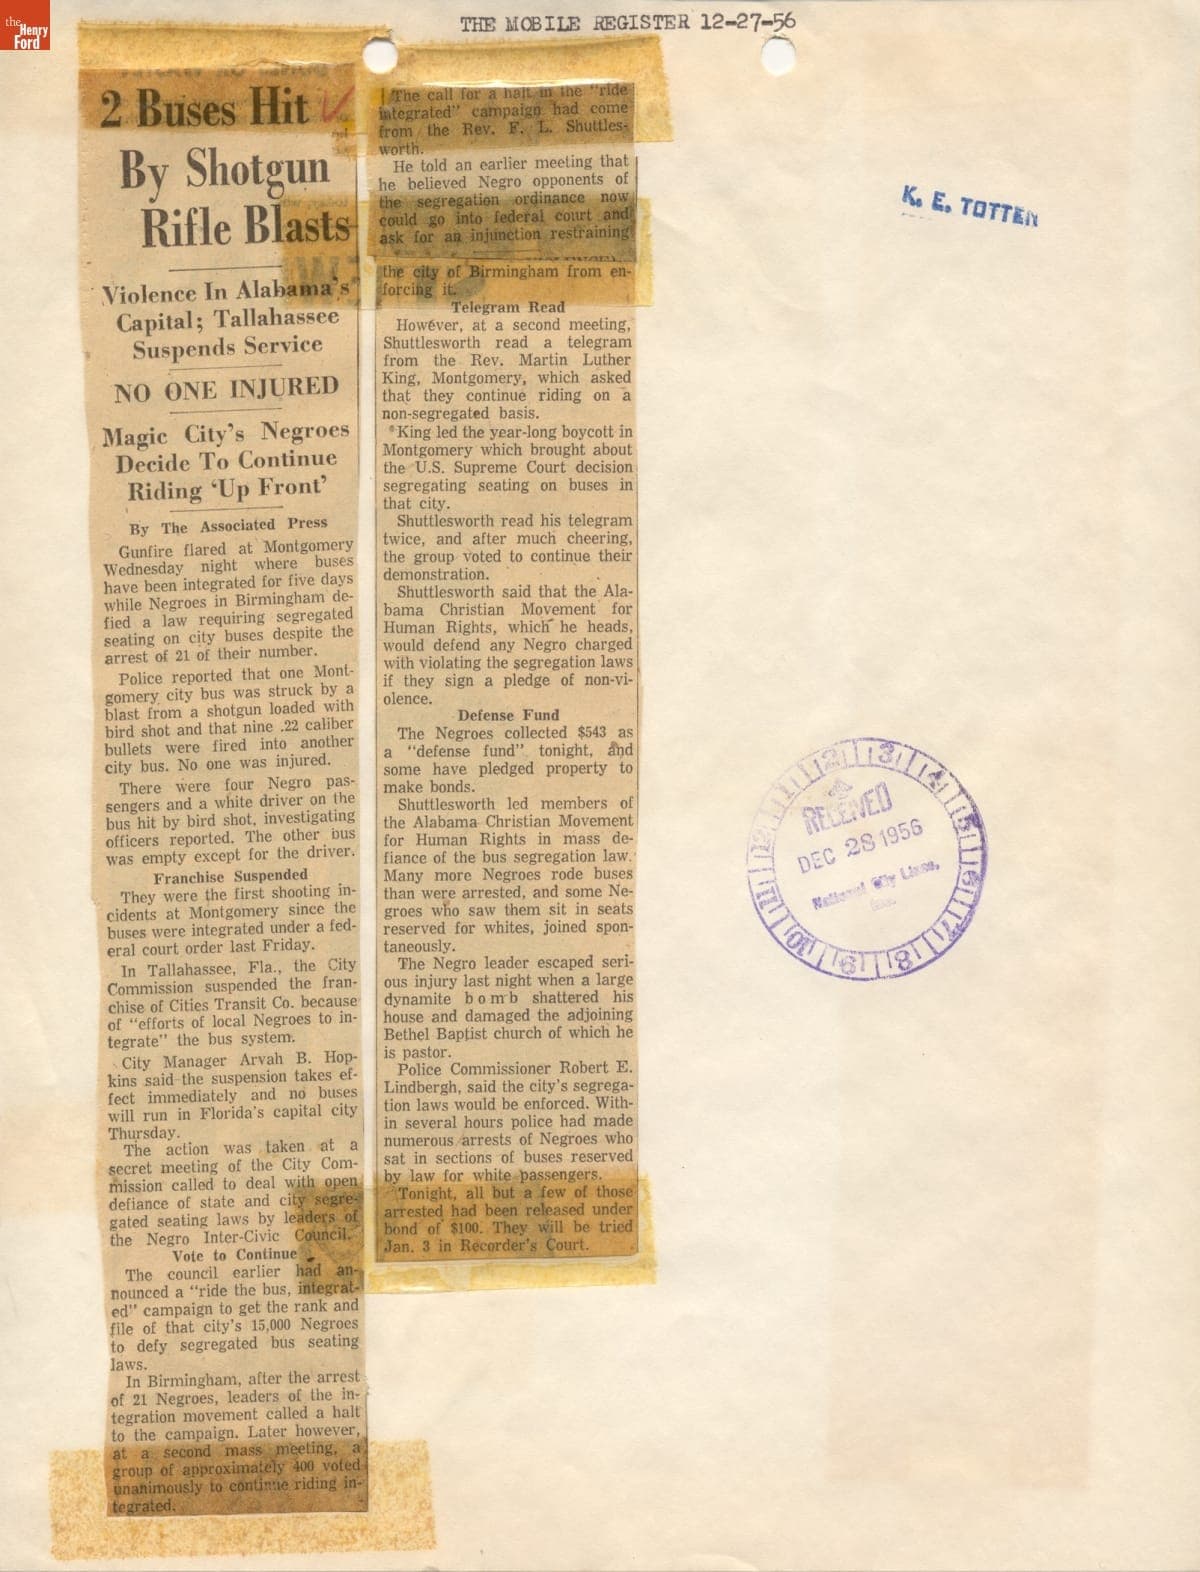 the
Henry
Ford
THE MOBILE REGISTER 12-27-56
2 Buses Hit
By Shotgun
Rifle Blasts
Violence In Alabama's
Capital; Tallahassee
Suspends Service
NO ONE INJURED
Magic City's Negroes
Decide To Continue
Riding 'Up Front'
By The Associated Press
Gunfire flared at Montgomery
Wednesday night where buses
have been integrated for five days
while Negroes in Birmingham de-
fied a law requiring segregated
seating on city buses despite the
arrest of 21 of their number.
Police reported that one Mont-
gomery city bus was struck by a
blast from a shotgun loaded with
bird shot and that nine .22 caliber
bullets were fired into another
city bus. No one was injured.
There were four Negro pas-
sengers and a white driver on the
bus hit by bird shot, investigating
officers reported. The other bus
was empty except for the driver.
Franchise Suspended
They were the first shooting in-
cidents at Montgomery since the
buses were integrated under a fed-
eral court order last Friday.
In Tallahassee, Fla., the City
Commission suspended the fran-
chise of Cities Transit Co. because
of "efforts of local Negroes to in-
tegrate" the bus system.
City Manager Arvah B. Hop-
kins said the suspension takes ef-
fect immediately and no buses
will run in Florida's capital city
Thursday.
The action was taken at a
secret meeting of the City Com-
mission called to deal with open
defiance of state and city segre-
gated seating laws by leaders of
the Negro Inter-Civic Council.
Vote to Continue
The council earlier had an-
nounced a "ride the bus, integrat-
ed" campaign to get the rank and
file of that city's 15,000 Negroes
to defy segregated bus seating
laws.
In Birmingham, after the arrest
of 21 Negroes, leaders of the in-
tegration movement called a halt
to the campaign. Later however,
at a second mass meeting, a
group of approximately 400 voted
unanimously to continue riding in-
tegrated.
The call for a halt in the "ride
integrated" campaign had come
from the Rev. F. L. Shuttles-
worth.
He told an earlier meeting that
he believed Negro opponents of
the segregation ordinance now
could go into federal court and
ask for an injunction restraining
the city of Birmingham from en-
forcing it.
Telegram Read
However, at a second meeting,
Shuttlesworth read a telegram
from the Rev. Martin Luther
King, Montgomery, which asked
that they continue riding on a
non-segregated basis.
King led the year-long boycott in
Montgomery which brought about
the U.S. Supreme Court decision
segregating seating on buses in
that city.
Shuttlesworth read his telegram
twice, and after much cheering,
the group voted to continue their
demonstration.
Shuttlesworth said that the Ala-
bama Christian Movement for
Human Rights, which he heads,
would defend any Negro charged
with violating the segregation laws
if they sign a pledge of non-vi-
olence.
Defense Fund
The Negroes collected $543 as
a "defense fund" tonight, and
some have pledged property to
make bonds.
Shuttlesworth led members of
the Alabama Christian Movement
for Human Rights in mass de-
fiance of the bus segregation law.
Many more Negroes rode buses
than were arrested, and some Ne-
groes who saw them sit in seats
reserved for whites, joined spon-
taneously.
The Negro leader escaped seri-
ous injury last night when a large
dynamite bomb shattered his
house and damaged the adjoining
Bethel Baptist church of which he
is pastor.
Police Commissioner Robert E.
Lindbergh, said the city's segrega-
tion laws would be enforced. With-
in several hours police had made
numerous arrests of Negroes who
sat in sections of buses reserved
by law for white passengers.
Tonight, all but a few of those
arrested had been released under
bond of $100. They will be tried
Jan. 3 in Recorder's Court.
K. E. TOTTEN
12 1 2 3 4 5 6 7 8 9 10 11
RECEIVED
DEC 28 1956
National City Lines,
Inc.